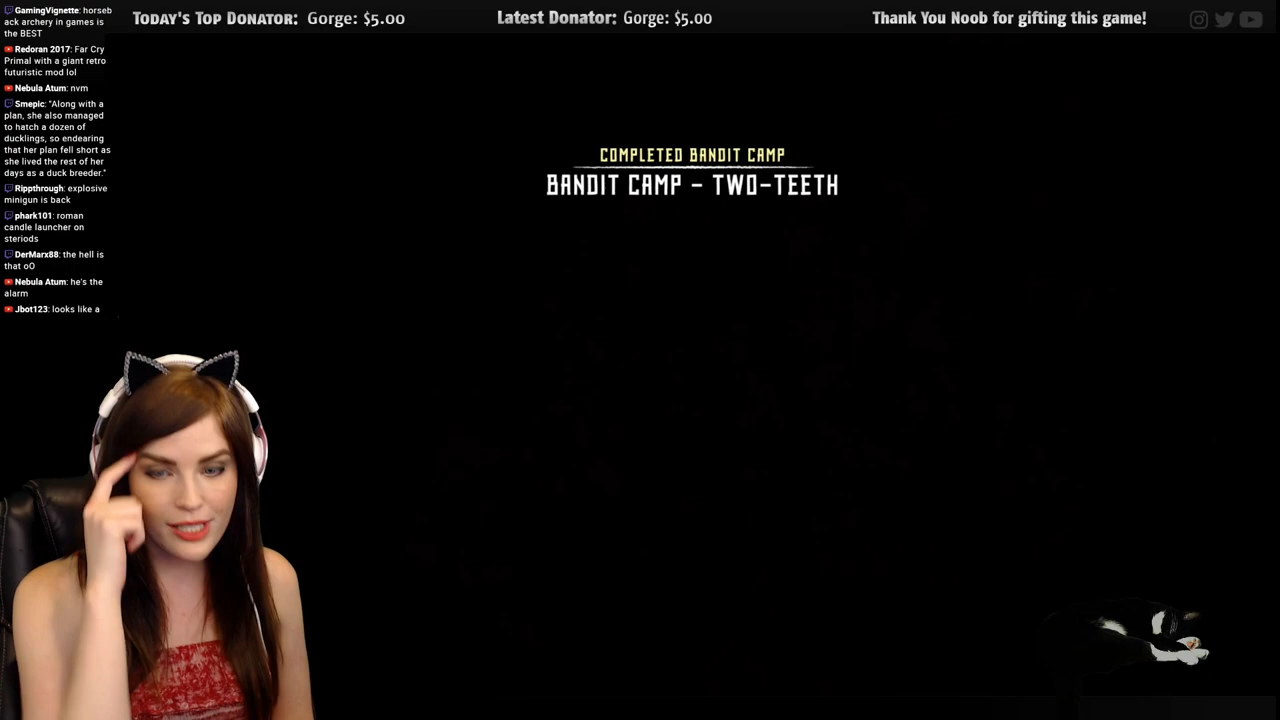 Today's Top Donator: Gorge: $5.00
Latest Donator: Gorge: $5.00
Thank You Noob for gifting this game!
GamingVignette: horseb
ack archery in games is
the BEST
Redoran 2017: Far Cry
Primal with a giant retro
futuristic mod lol
Nebula Atum: nvm
Smepic: "Along with a
plan, she also managed
to hatch a dozen of
ducklings, so endearing
that her plan fell short as
she lived the rest of her
days as a duck breeder."
Rippthrough: explosive
minigun is back
phark101: roman
candle launcher on
steriods
DerMarx88: the hell is
that oO
Nebula Atum: he's the
alarm
Jbot123: looks like a
COMPLETED BANDIT CAMP
BANDIT CAMP - TWO-TEETH